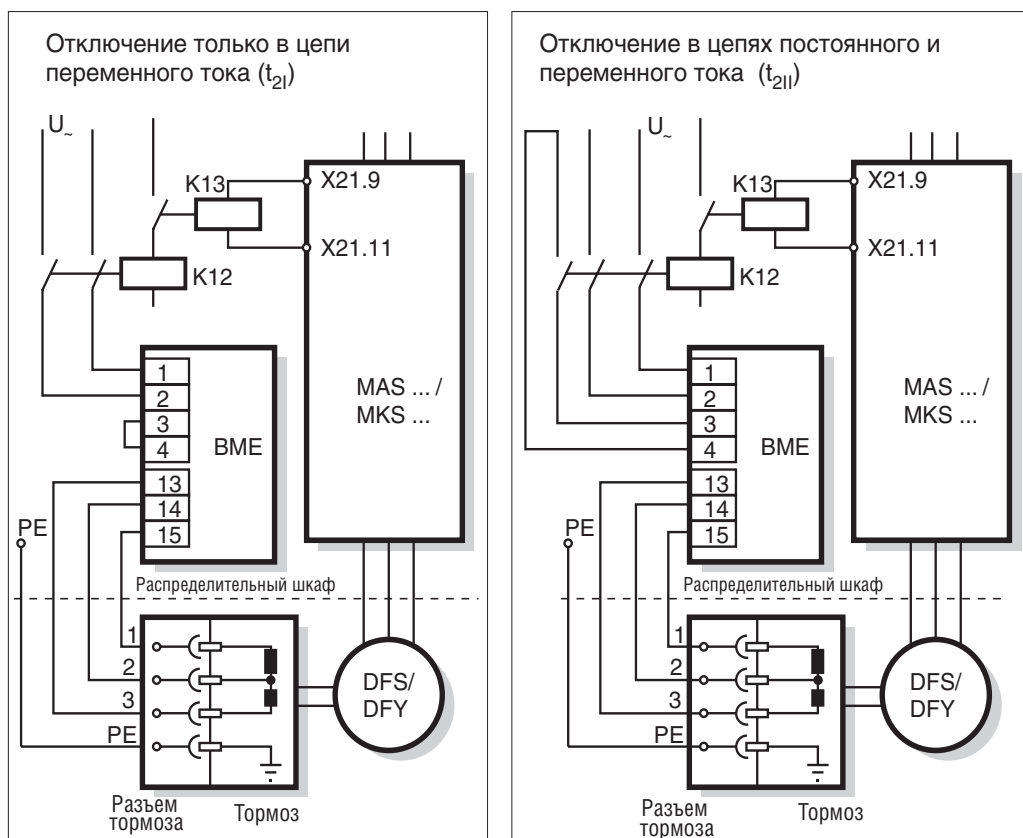 Отключение только в цепи
переменного тока (t2I)
U~
K13
X21.9
X21.11
K12
1
2
3
4
BME
MAS ... /
MKS ...
13
14
15
PE
Распределительный шкаф
1
2
3
PE
DFS/
DFY
Разъем
тормоза
Тормоз
Отключение в цепях постоянного и
переменного тока (t2II)
U~
K13
X21.9
X21.11
K12
1
2
3
4
BME
MAS ... /
MKS ...
13
14
15
PE
Распределительный шкаф
1
2
3
PE
DFS/
DFY
Разъем
тормоза
Тормоз